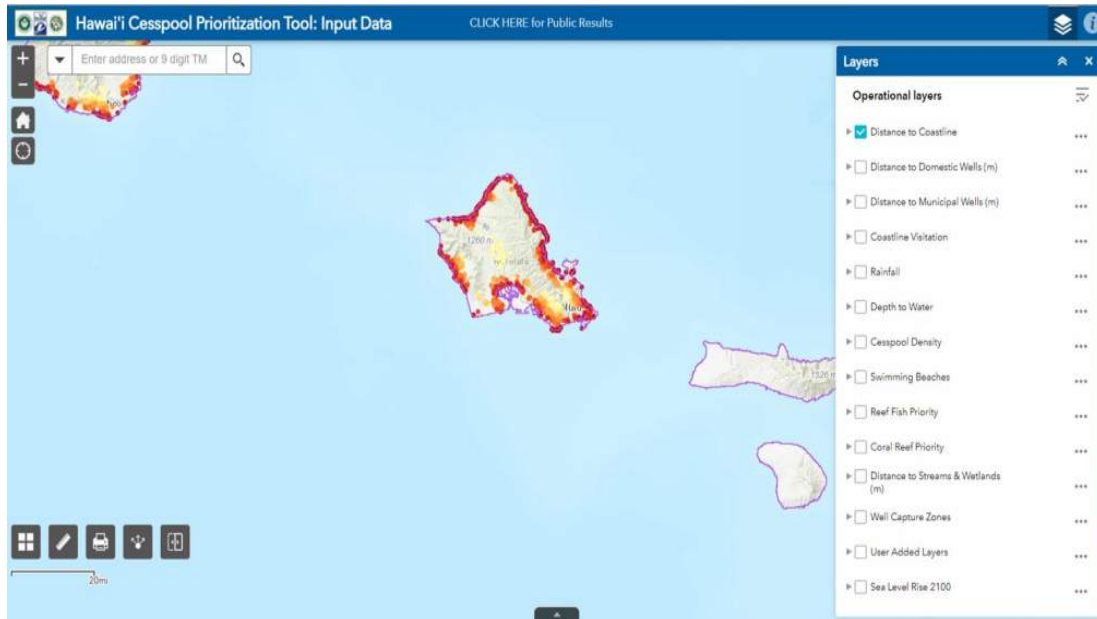 Hawai'i Cesspool Prioritization Tool: Input Data
CLICK HERE for Public Results
Enter address or 9 digit TM
Layers
Operational layers
Distance to Coastline
Distance to Domestic Wells (m)
Distance to Municipal Wells (m)
Coastline Visitation
Rainfall
Depth to Water
Cesspool Density
Swimming Beaches
Reef Fish Priority
Coral Reef Priority
Distance to Streams & Wetlands
(m)
Well Capture Zones
User Added Layers
Sea Level Rise 2100
1260 m
1526 m
20mi